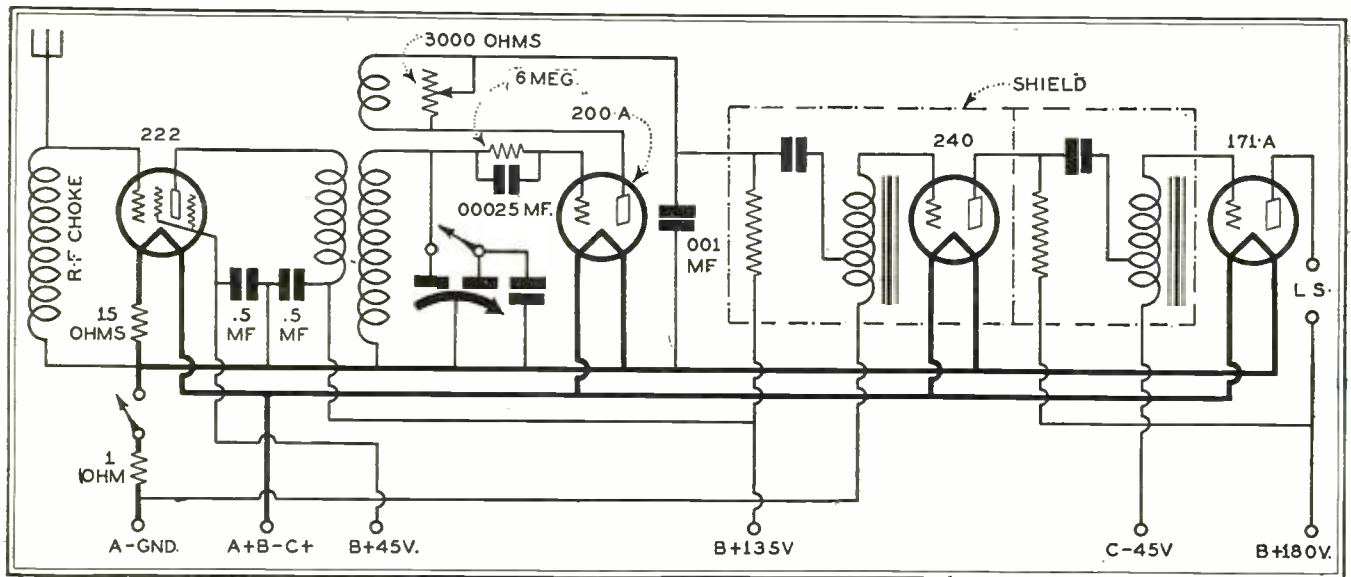 3000 OHMS
6 MEG.
200·A
SHIELD
222
240
171·A
R·F CHOKE
00025 MF.
001
MF
15
OHMS
.5
MF
.5
MF
L S·
1
OHM
A-GND.
A+B-C+
B+45V.
B+135V
C-45V
B+180V.